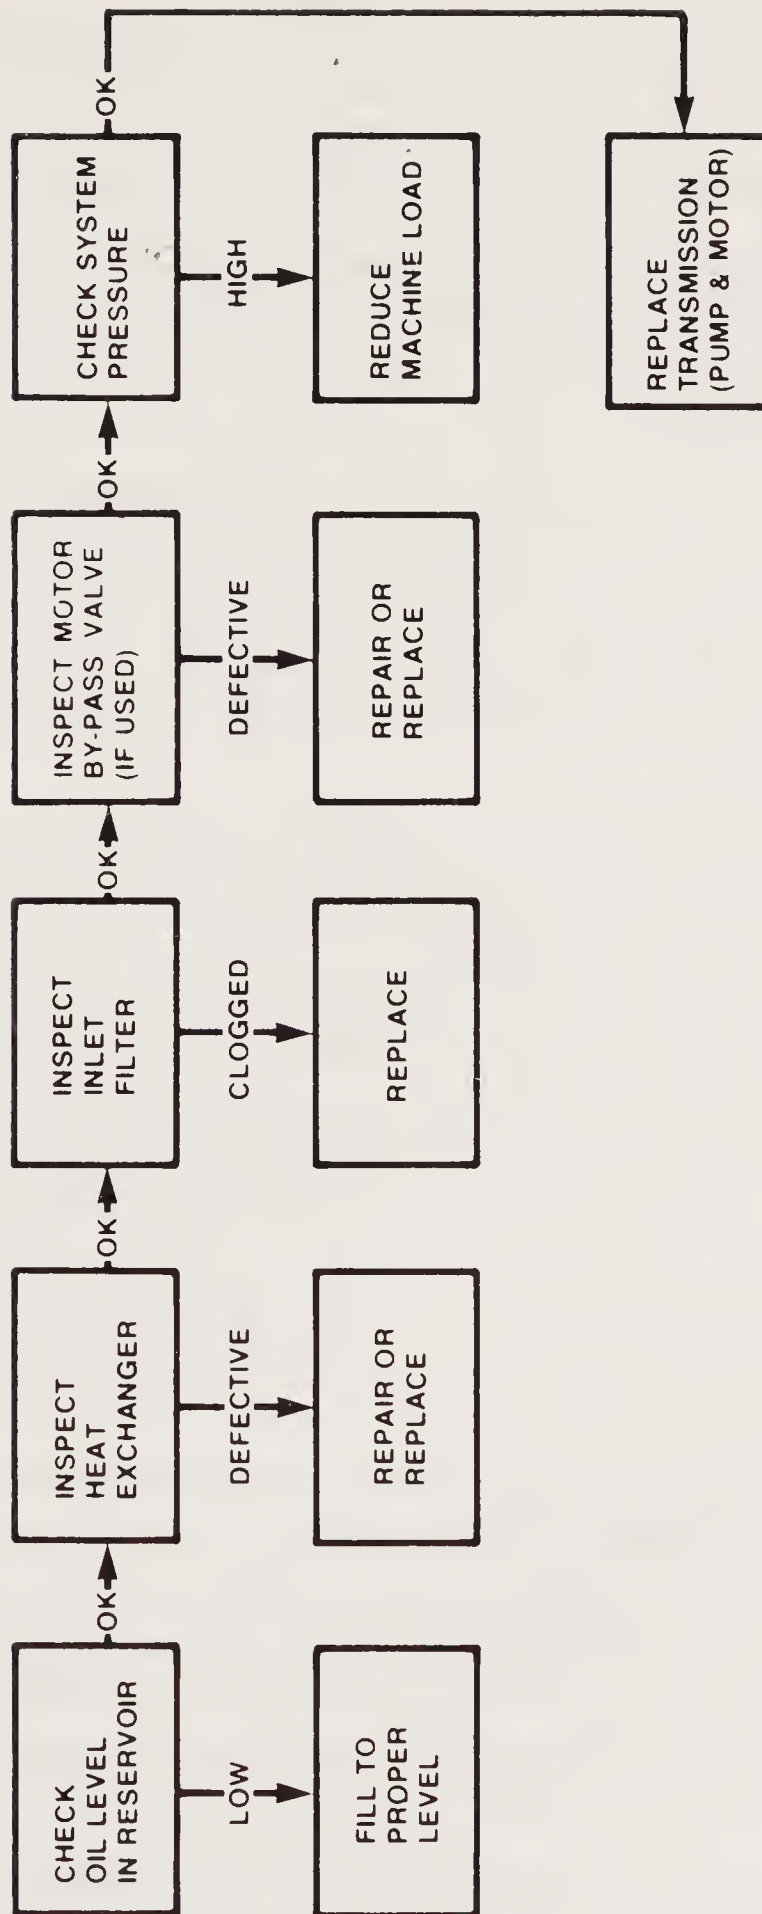 CHECK
OIL LEVEL
IN RESERVOIR
OK
INSPECT
HEAT
EXCHANGER
OK
INSPECT
INLET
FILTER
OK
INSPECT MOTOR
BY-PASS VALVE
(IF USED)
OK
CHECK SYSTEM
PRESSURE
OK
LOW
DEFECTIVE
CLOGGED
DEFECTIVE
HIGH
FILL TO
PROPER
LEVEL
REPAIR OR
REPLACE
REPLACE
REPAIR OR
REPLACE
REDUCE
MACHINE LOAD
REPLACE
TRANSMISSION
(PUMP & MOTOR)